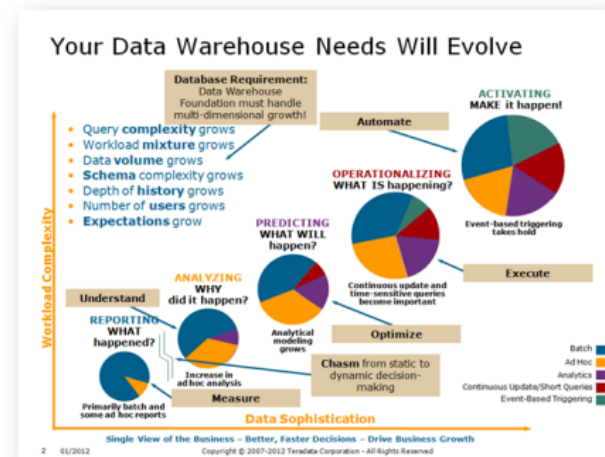 Your Data Warehouse Needs Will Evolve
Database Requirement:
Data Warehouse
Foundation must handle
multi-dimensional growth!
ACTIVATING
MAKE it happen!
Automate
• Query complexity grows
• Workload mixture grows
• Data volume grows
• Schema complexity grows
• Depth of history grows
• Number of users grows
• Expectations grow
OPERATIONALIZING
WHAT IS happening?
Event-based triggering
takes hold
PREDICTING
WHAT WILL
happen?
Execute
Continuous update and
time-sensitive queries
become important
ANALYZING
WHY
did it happen?
Understand
Optimize
Analytical
modeling
grows
REPORTING
WHAT
happened?
Chasm from static to
dynamic decision-
making
Increase in
ad hoc analysis
Measure
Primarily batch and
some ad hoc reports
Batch
Ad Hoc
Analytics
Continuous Update/Short Queries
Event-Based Triggering
Workload Complexity
Data Sophistication
Single View of the Business – Better, Faster Decisions – Drive Business Growth
2 01/2012 Copyright © 2007-2012 Teradata Corporation - All Rights Reserved